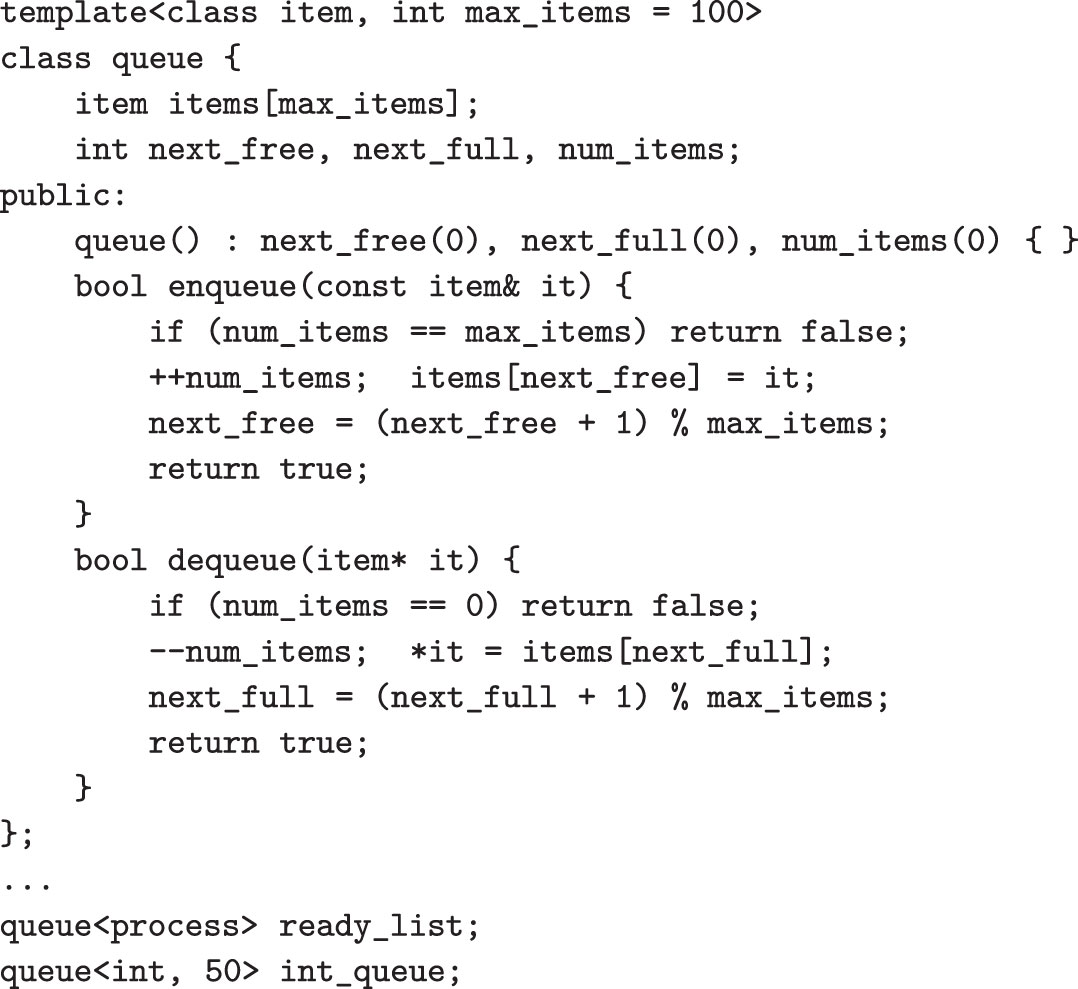 template<class item, int max_items = 100>
class queue {
    item items[max_items];
    int next_free, next_full, num_items;
public:
    queue() : next_free(0), next_full(0), num_items(0) { }
    bool enqueue(const item& it) {
        if (num_items == max_items) return false;
        ++num_items;  items[next_free] = it;
        next_free = (next_free + 1) % max_items;
        return true;
    }
    bool dequeue(item* it) {
        if (num_items == 0) return false;
        --num_items;  *it = items[next_full];
        next_full = (next_full + 1) % max_items;
        return true;
    }
};
...
queue<process> ready_list;
queue<int, 50> int_queue;